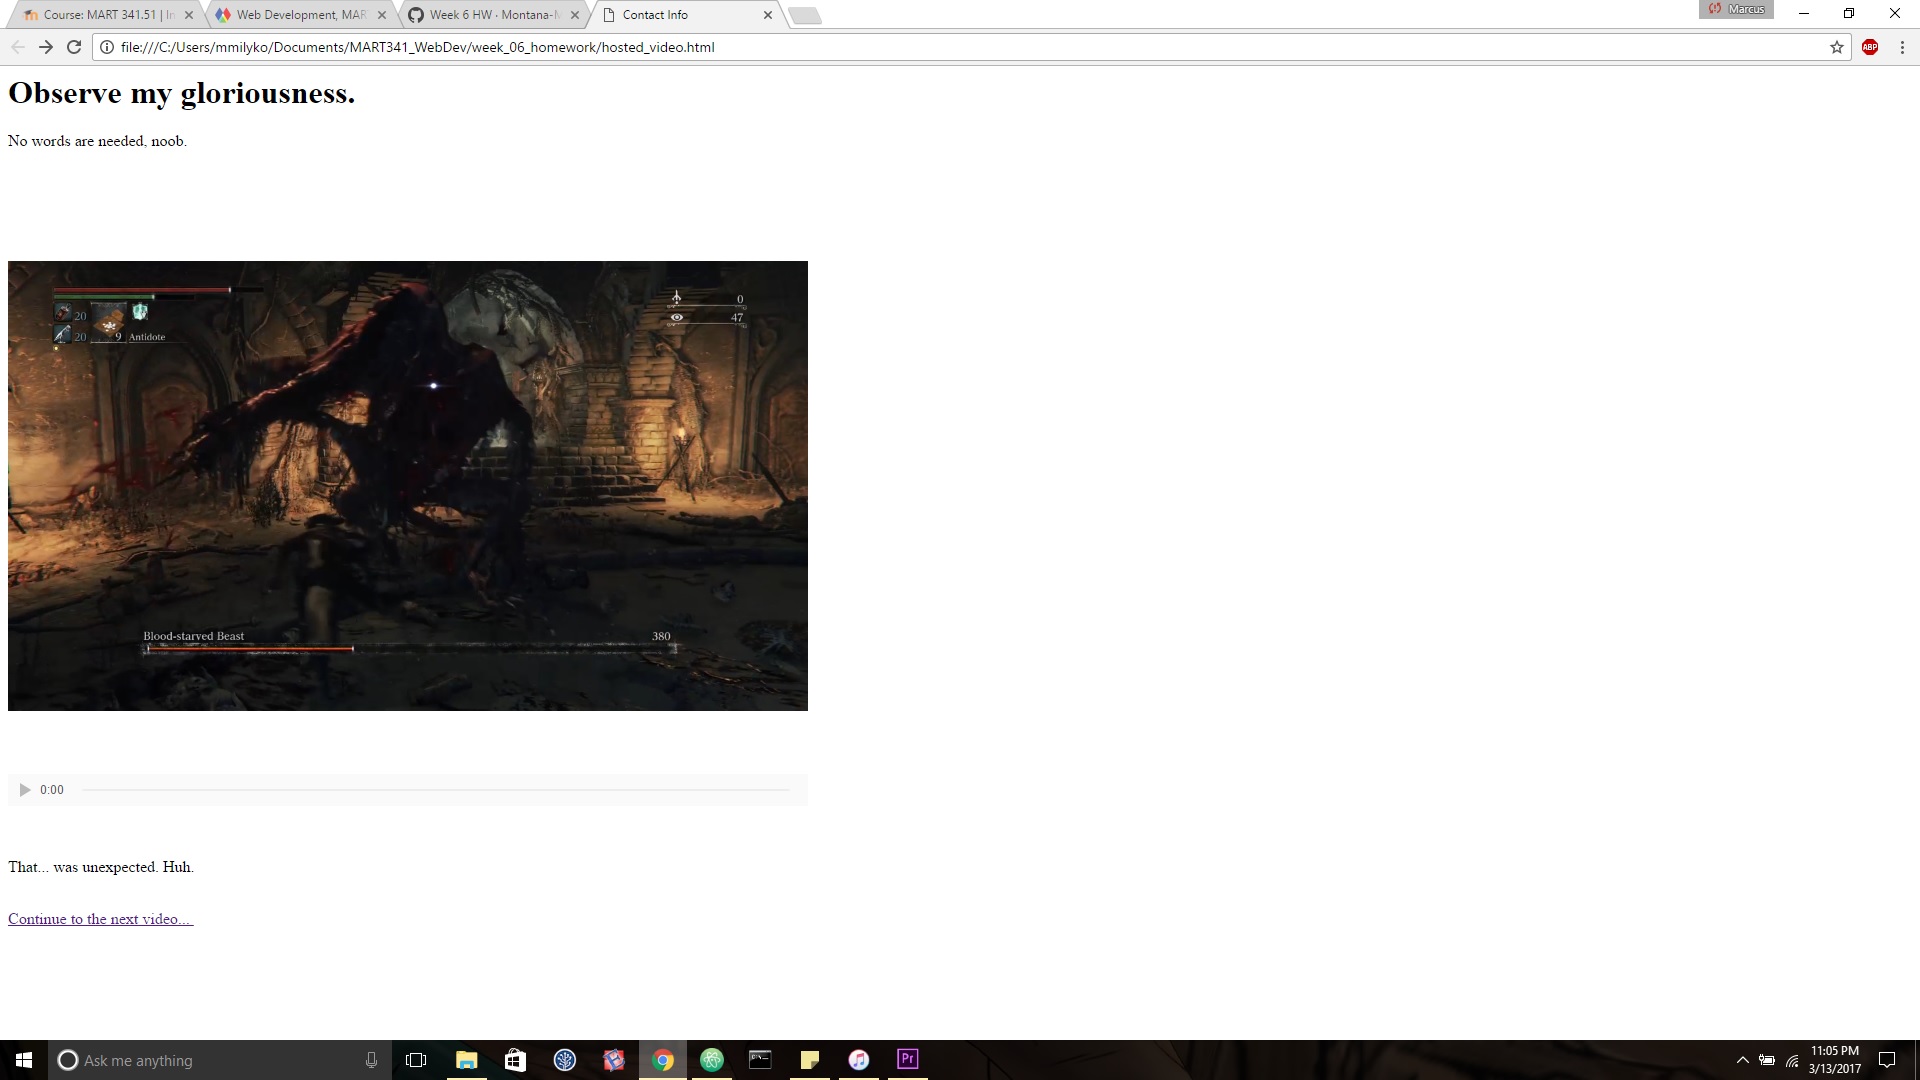 Course: MART 341.51 | In
Web Development, MAR
Week 6 HW · Montana-M
Contact Info
Marcus
file:///C:/Users/mmilyko/Documents/MART341_WebDev/week_06_homework/hosted_video.html
ABP
Observe my gloriousness.
No words are needed, noob.
0
20
47
20
9 Antidote
Blood-starved Beast 380
0:00
That... was unexpected. Huh.
Continue to the next video...
Ask me anything
Pr
11:05 PM
3/13/2017